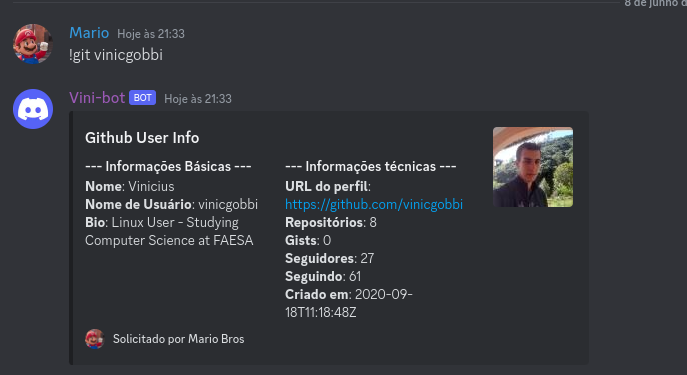 8 de junho d
Mario Hoje às 21:33
!git vinicgobbi
Vini-bot BOT Hoje às 21:33
Github User Info
--- Informações Básicas ---
Nome: Vinicius
Nome de Usuário: vinicgobbi
Bio: Linux User - Studying
Computer Science at FAESA
--- Informações técnicas ---
URL do perfil:
https://github.com/vinicgobbi
Repositórios: 8
Gists: 0
Seguidores: 27
Seguindo: 61
Criado em: 2020-09-
18T11:18:48Z
Solicitado por Mario Bros